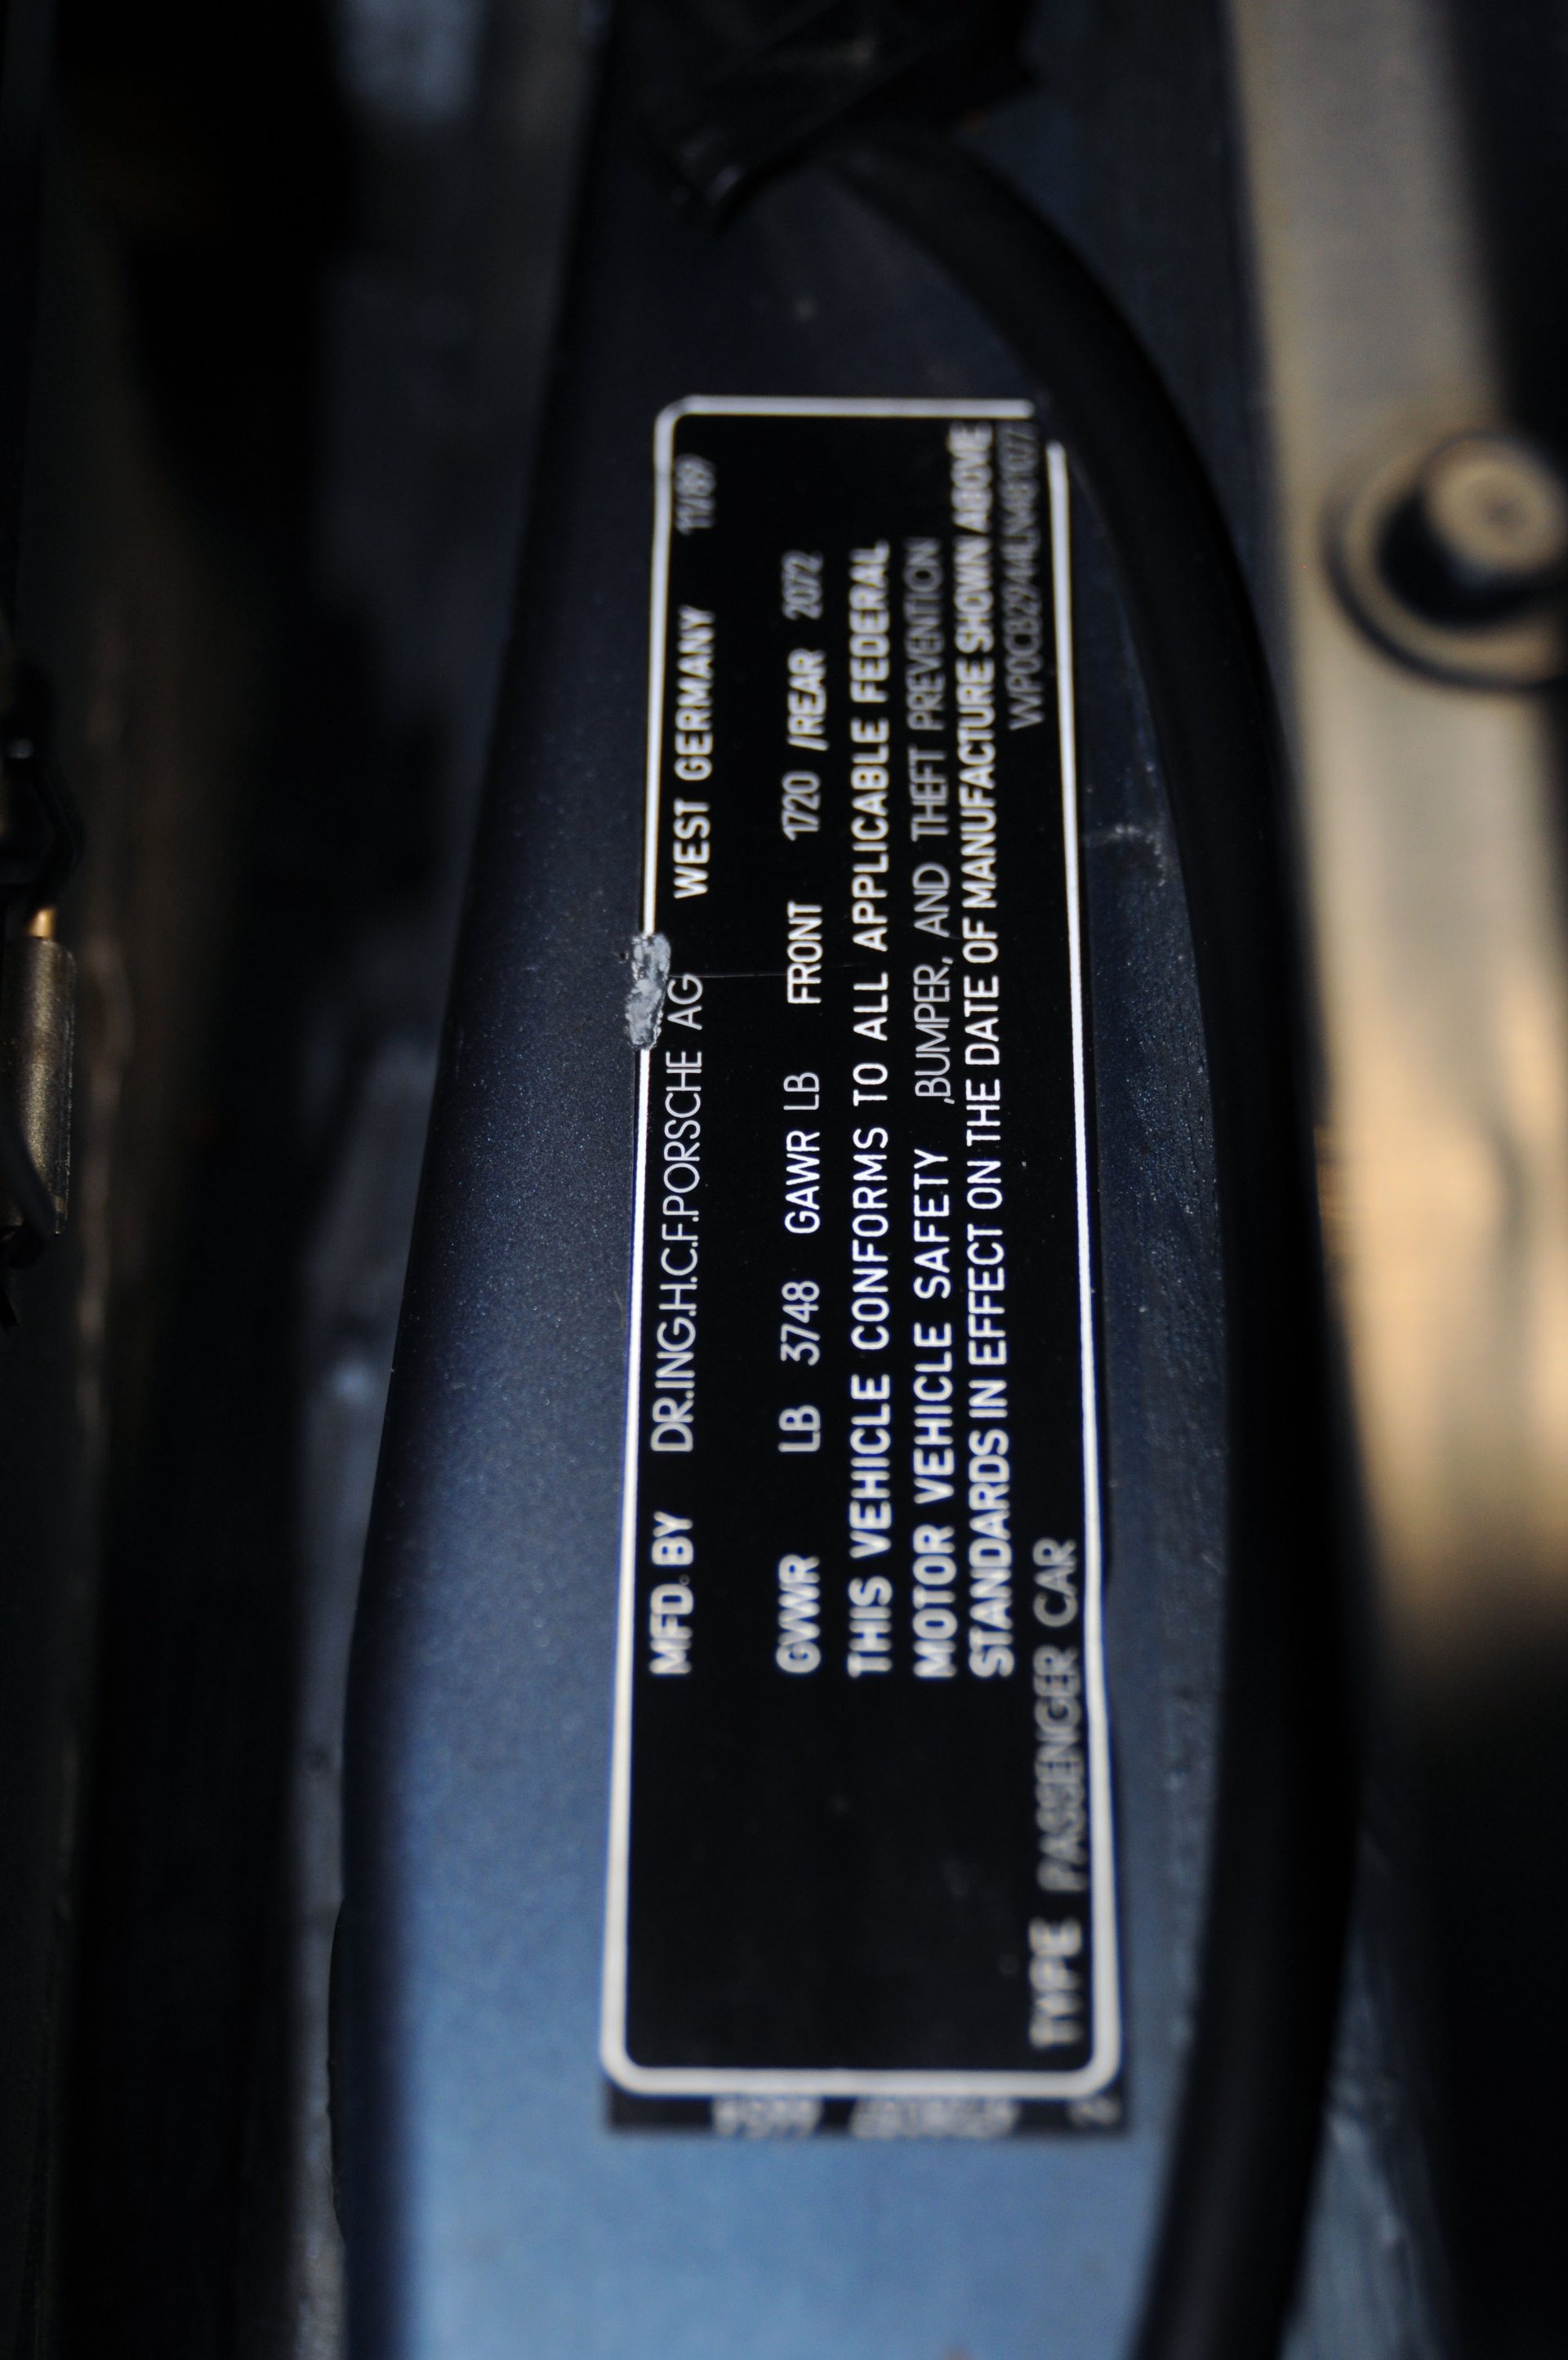 MFD. BY DR.ING.H.C.F.PORSCHE AG WEST GERMANY 11/89
GVWR LB 3748 GAWR LB FRONT 1720 /REAR 2072
THIS VEHICLE CONFORMS TO ALL APPLICABLE FEDERAL
MOTOR VEHICLE SAFETY ,BUMPER, AND THEFT PREVENTION
STANDARDS IN EFFECT ON THE DATE OF MANUFACTURE SHOWN ABOVE
WP0CB2944LN481077
TYPE PASSENGER CAR